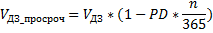 V_ДЗ_просроч = V_ДЗ * (1 - PD * n/365)